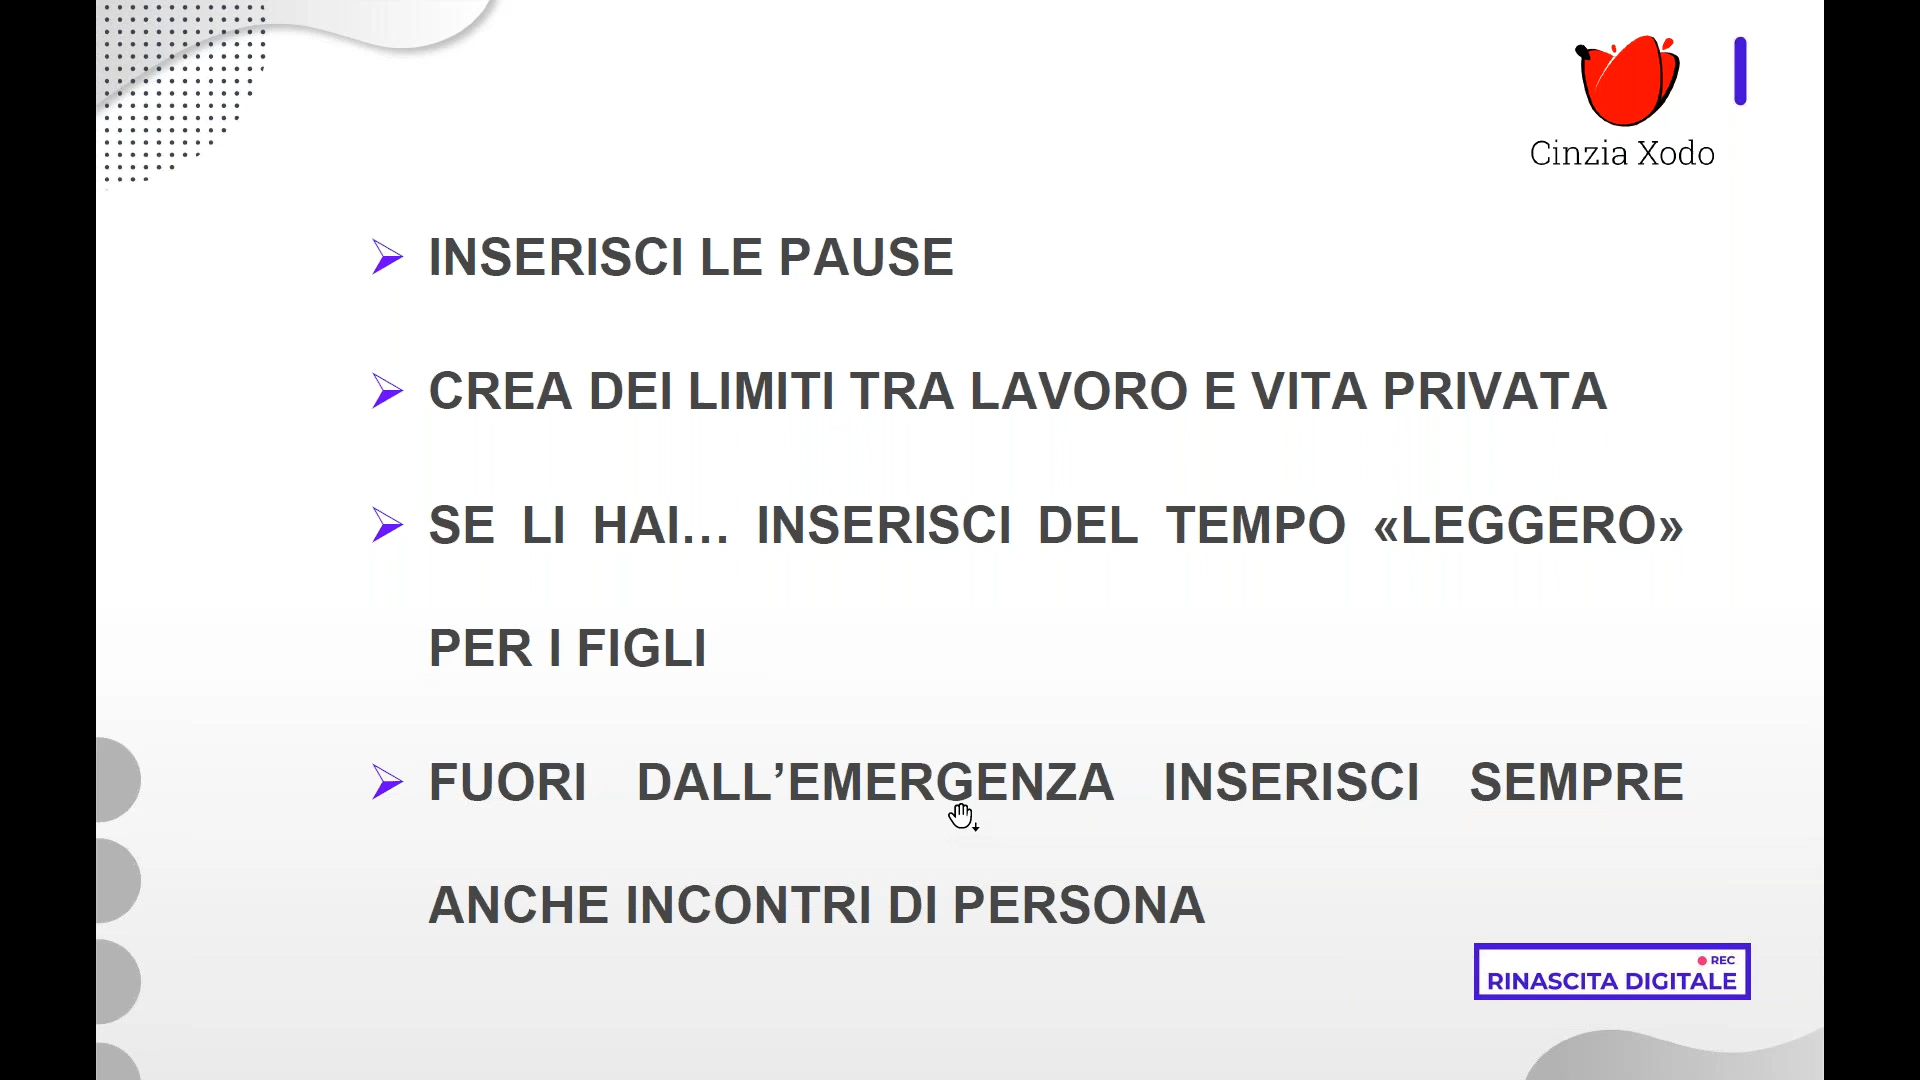 Cinzia Xodo
INSERISCI LE PAUSE
CREA DEI LIMITI TRA LAVORO E VITA PRIVATA
SE LI HAI... INSERISCI DEL TEMPO «LEGGERO»
PER I FIGLI
FUORI DALL’EMERGENZA INSERISCI SEMPRE
ANCHE INCONTRI DI PERSONA
REC
RINASCITA DIGITALE